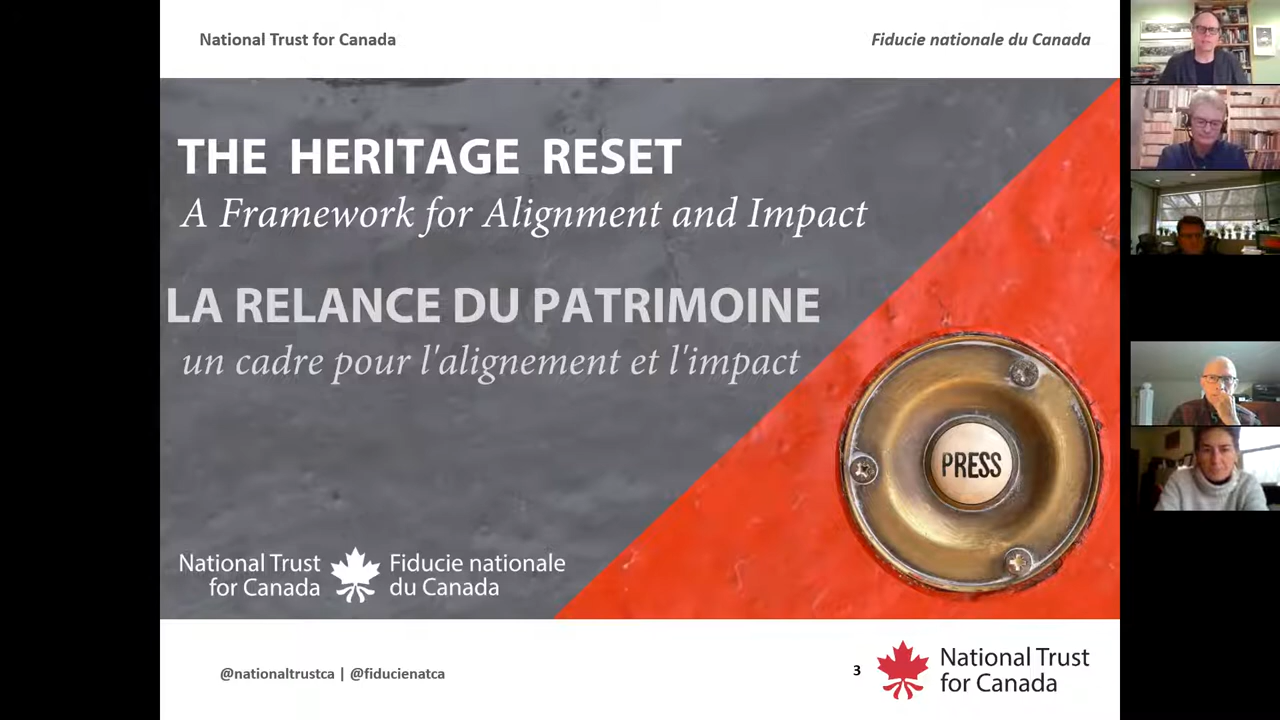 National Trust for Canada
Fiducie nationale du Canada
THE HERITAGE RESET
A Framework for Alignment and Impact
LA RELANCE DU PATRIMOINE
un cadre pour l'alignement et l'impact
PRESS
National Trust
for Canada
Fiducie nationale
du Canada
@nationaltrustca | @fiducienatca
3
National Trust
for Canada